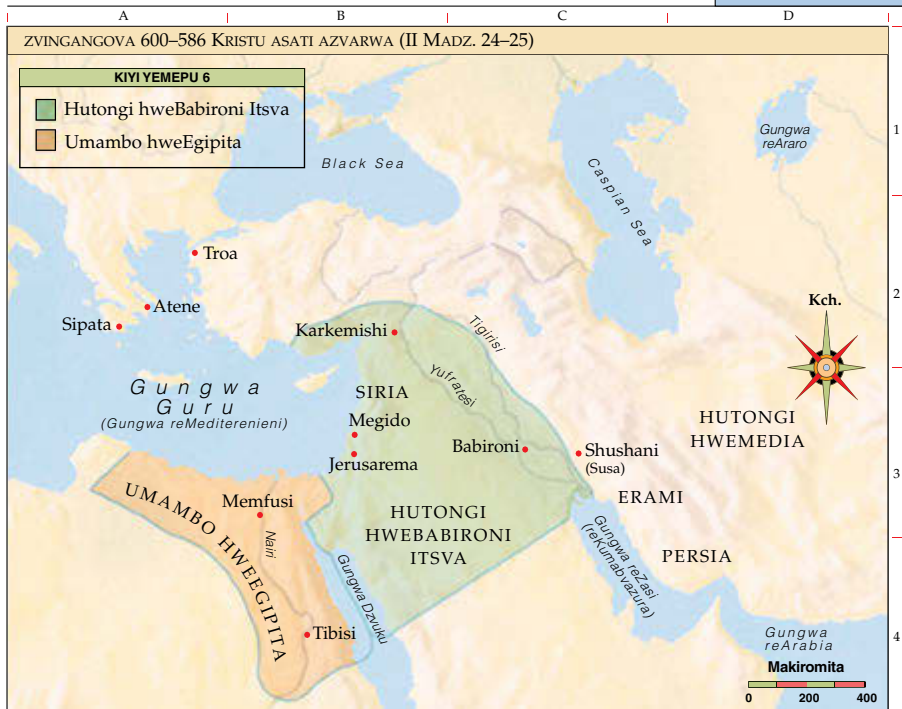 A B C D
ZVINGANGOVA 600–586 KRISTU ASATI AZVARWA (II MADZ. 24–25)
KIYI YEMEPU 6
Hutongi hweBabironi Itsva
Umambo hweEgipita
1
Gungwa
reAraro
Black Sea
Caspian Sea
Troa
Atene
Sipata
2
Kch.
Karkemishi
Tigirisi
Yufratesi
Gungwa
Guru
(Gungwa reMediterenieni)
SIRIA
Megido
Jerusarema
Babironi
Shushani
(Susa)
HUTONGI
HWEMEDIA
3
ERAMI
UMAMBO HWEEGIPITA
Memfusi
Nairi
HUTONGI
HWEBABIRONI
ITSVA
Gungwa reZasi
(reKumabvazura)
PERSIA
Gungwa Dzvuku
Tibisi
4
Gungwa
reArabia
Makiromita
0 200 400